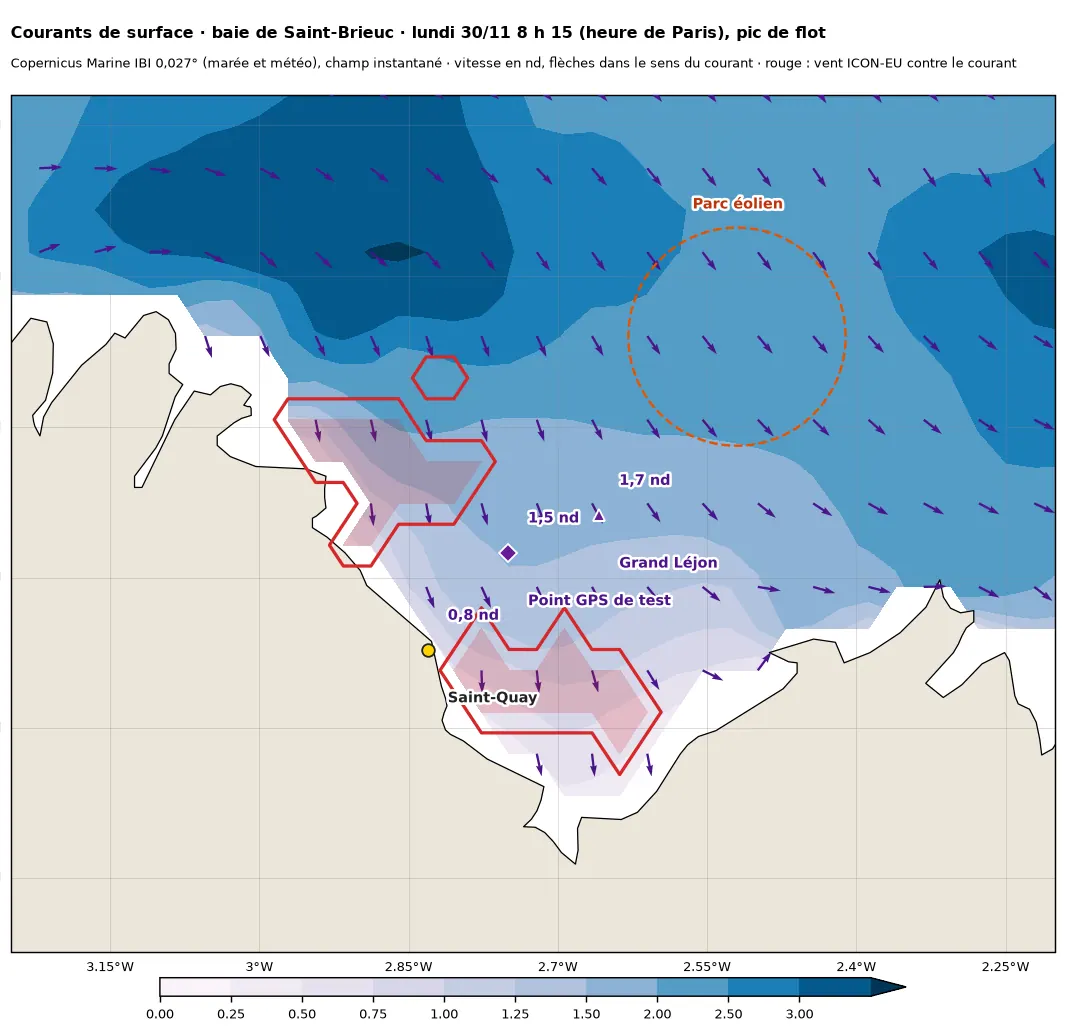 Courants de surface · baie de Saint-Brieuc · lundi 30/11 8 h 15 (heure de Paris), pic de flot
Copernicus Marine IBI 0,027° (marée et météo), champ instantané · vitesse en nd, flèches dans le sens du courant · rouge : vent ICON-EU contre le courant
Parc éolien
1,7 nd
1,5 nd
Grand Léjon
Point GPS de test
0,8 nd
Saint-Quay
3.15°W 3°W 2.85°W 2.7°W 2.55°W 2.4°W 2.25°W
0.00 0.25 0.50 0.75 1.00 1.25 1.50 2.00 2.50 3.00